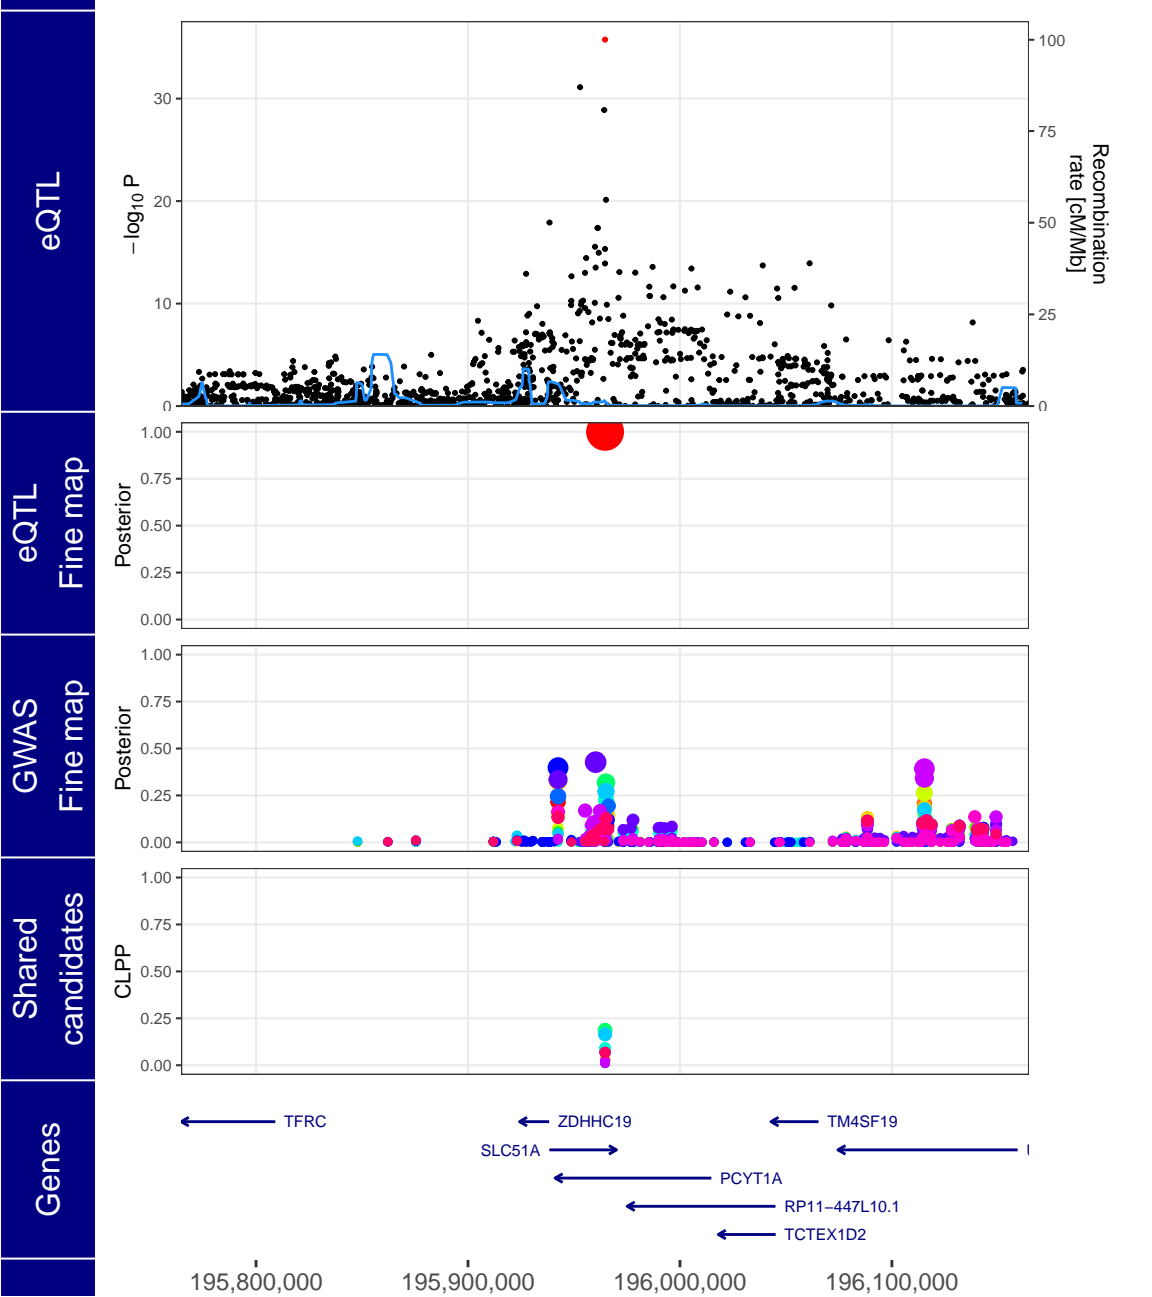 eQTL
−log10 P
0
10
20
30
0
25
50
75
100
Recombination
rate [cM/Mb]
eQTL
Fine map
Posterior
1.00
0.75
0.50
0.25
0.00
GWAS
Fine map
Posterior
1.00
0.75
0.50
0.25
0.00
Shared
candidates
CLPP
1.00
0.75
0.50
0.25
0.00
Genes
TFRC
ZDHHC19
TM4SF19
SLC51A
PCYT1A
RP11−447L10.1
TCTEX1D2
195,800,000
195,900,000
196,000,000
196,100,000